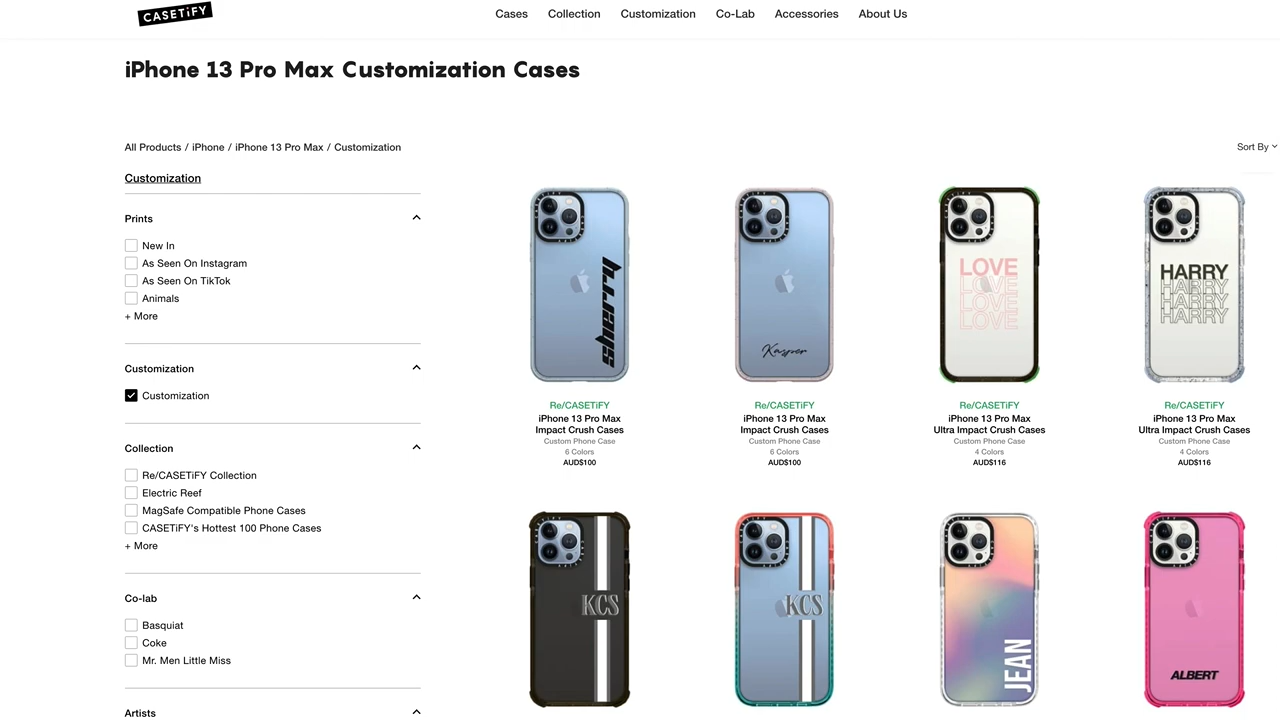 CASETiFY
Cases Collection Customization Co-Lab Accessories About Us
iPhone 13 Pro Max Customization Cases
All Products / iPhone / iPhone 13 Pro Max / Customization
Sort By
Customization
Prints
New In
As Seen On Instagram
As Seen On TikTok
Animals
+ More
Customization
Customization
Collection
Re/CASETiFY Collection
Electric Reef
MagSafe Compatible Phone Cases
CASETiFY's Hottest 100 Phone Cases
+ More
Co-lab
Basquiat
Coke
Mr. Men Little Miss
Artists
sherry
Re/CASETiFY
iPhone 13 Pro Max
Impact Crush Cases
Custom Phone Case
6 Colors
AUD$100
Kasper
Re/CASETiFY
iPhone 13 Pro Max
Impact Crush Cases
Custom Phone Case
6 Colors
AUD$100
LOVE
LOVE
LOVE
LOVE
Re/CASETiFY
iPhone 13 Pro Max
Ultra Impact Crush Cases
Custom Phone Case
4 Colors
AUD$116
HARRY
HARRY
HARRY
HARRY
Re/CASETiFY
iPhone 13 Pro Max
Ultra Impact Crush Cases
Custom Phone Case
4 Colors
AUD$116
KCS
KCS
JEAN
ALBERT